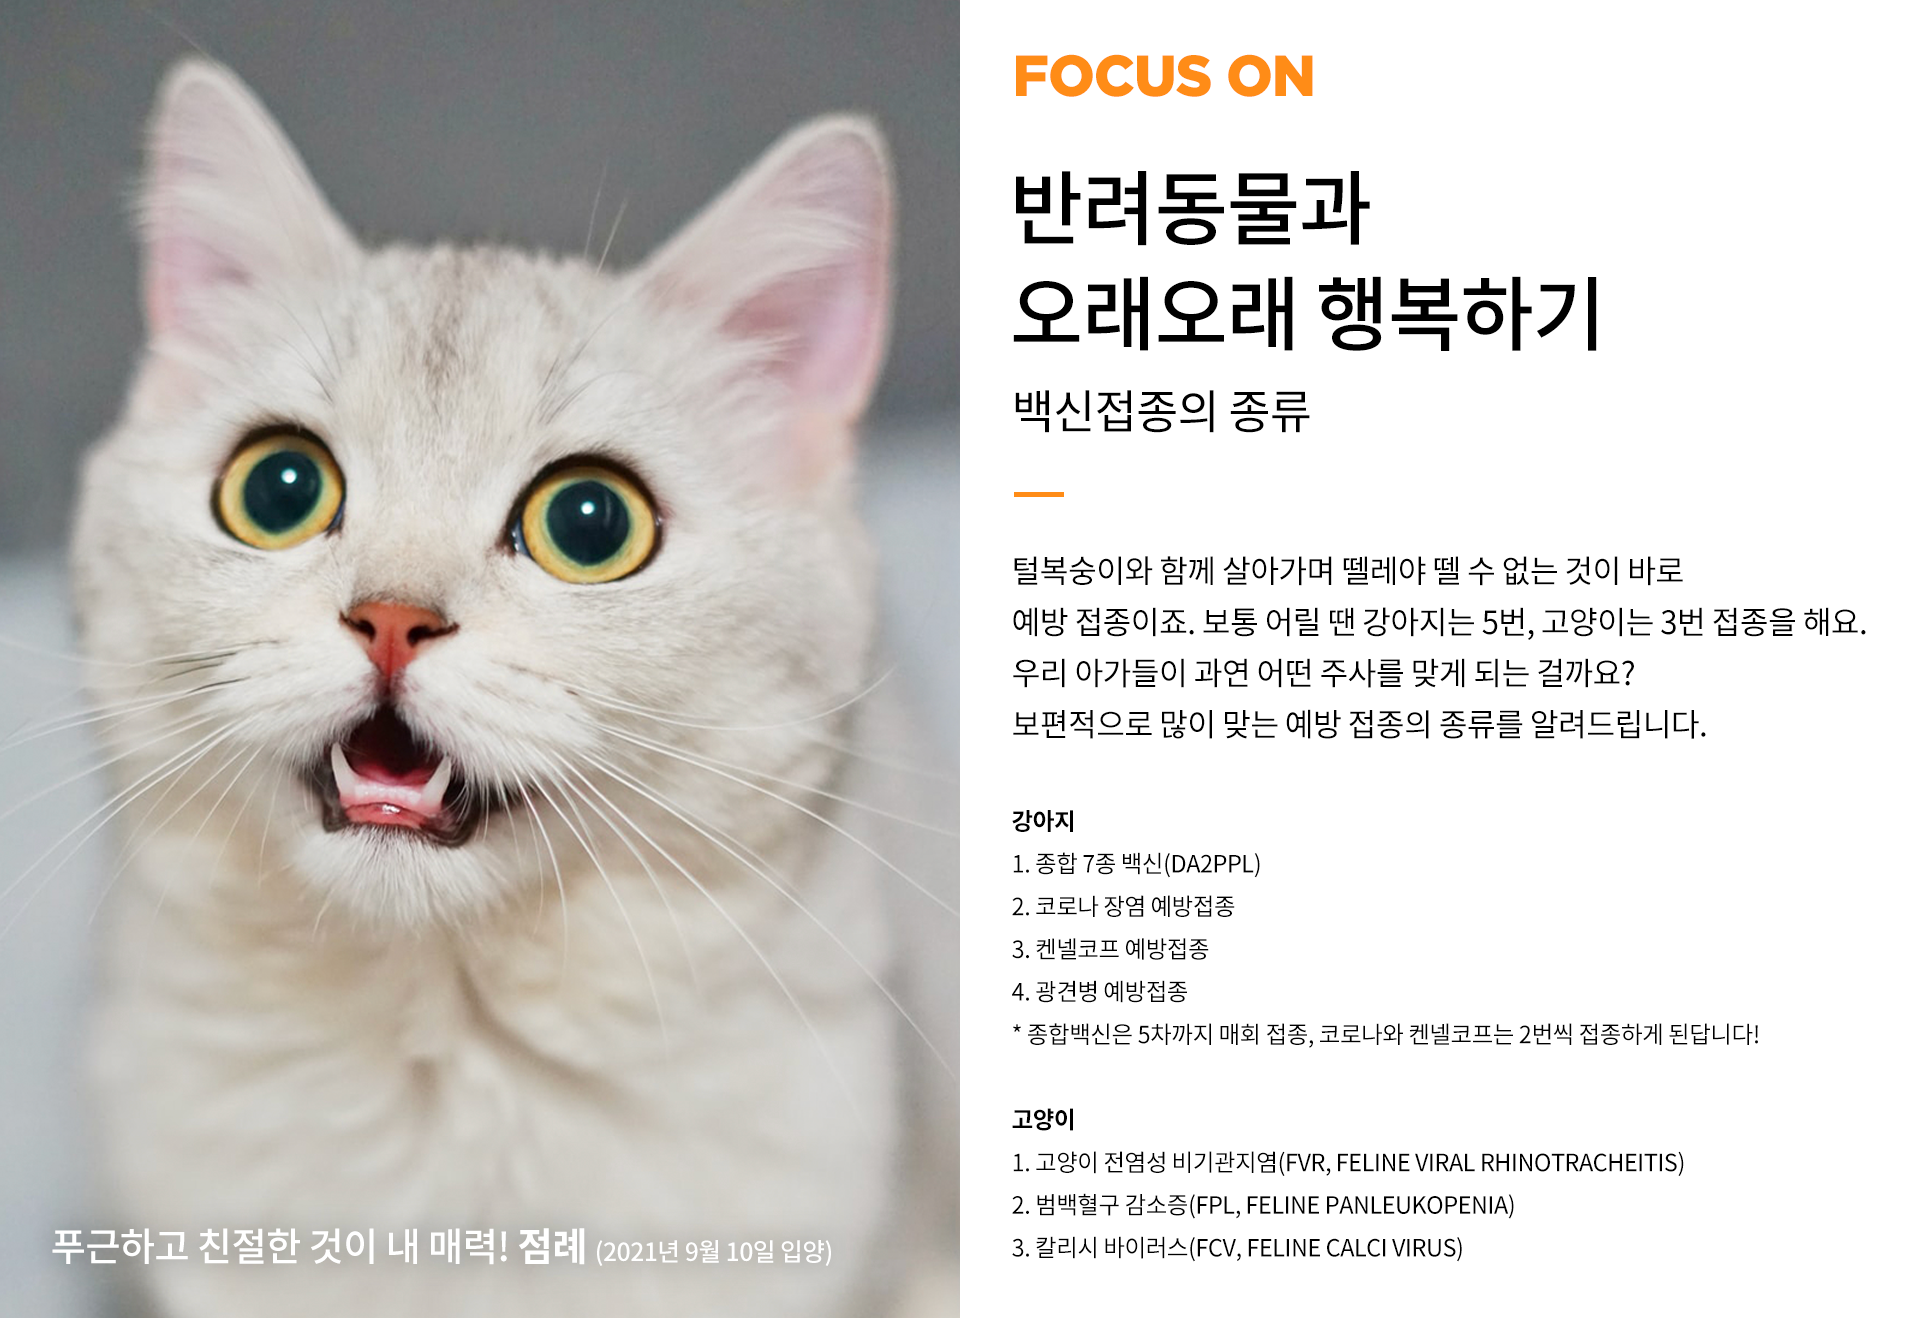 FOCUS ON
반려동물과
오래오래 행복하기
백신접종의 종류
털복숭이와 함께 살아가며 뗄레야 뗄 수 없는 것이 바로
예방 접종이죠. 보통 어릴 땐 강아지는 5번, 고양이는 3번 접종을 해요.
우리 아가들이 과연 어떤 주사를 맞게 되는 걸까요?
보편적으로 많이 맞는 예방 접종의 종류를 알려드립니다.
강아지
1. 종합 7종 백신(DA2PPL)
2. 코로나 장염 예방접종
3. 켄넬코프 예방접종
4. 광견병 예방접종
* 종합백신은 5차까지 매회 접종, 코로나와 켄넬코프는 2번씩 접종하게 된답니다!
고양이
1. 고양이 전염성 비기관지염(FVR, FELINE VIRAL RHINOTRACHEITIS)
2. 범백혈구 감소증(FPL, FELINE PANLEUKOPENIA)
3. 칼리시 바이러스(FCV, FELINE CALCI VIRUS)
푸근하고 친절한 것이 내 매력! 점례 (2021년 9월 10일 입양)